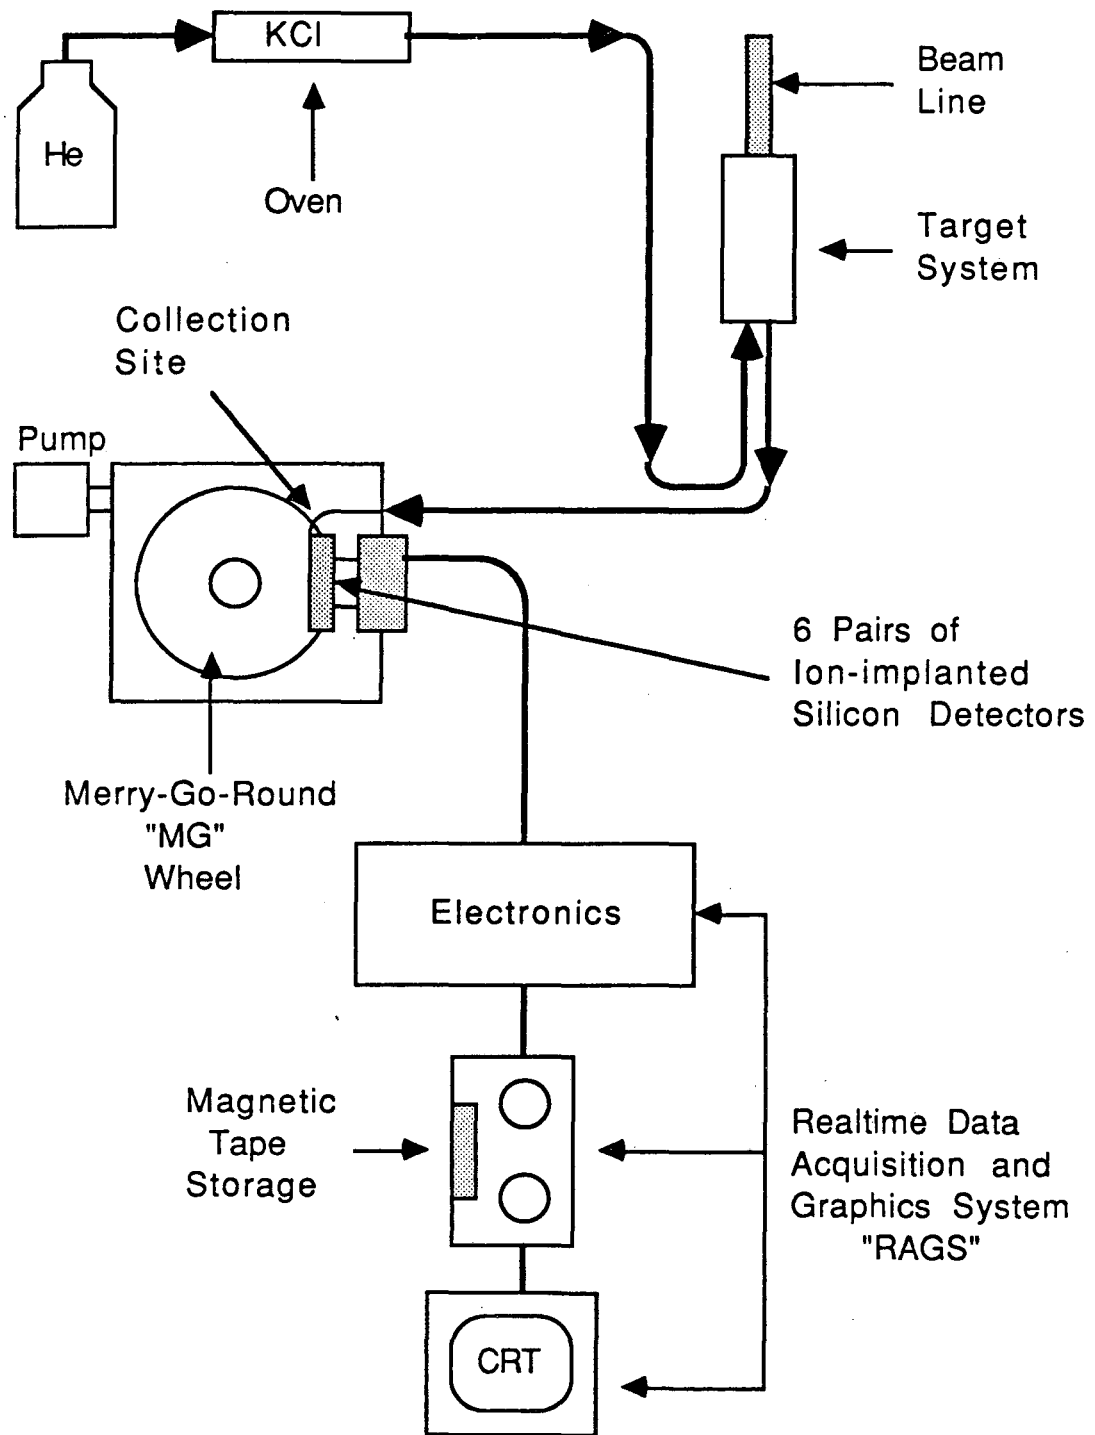 KCl
He
Oven
Beam
Line
Target
System
Collection
Site
Pump
6 Pairs of
Ion-implanted
Silicon Detectors
Merry-Go-Round
"MG"
Wheel
Electronics
Magnetic
Tape
Storage
Realtime Data
Acquisition and
Graphics System
"RAGS"
CRT